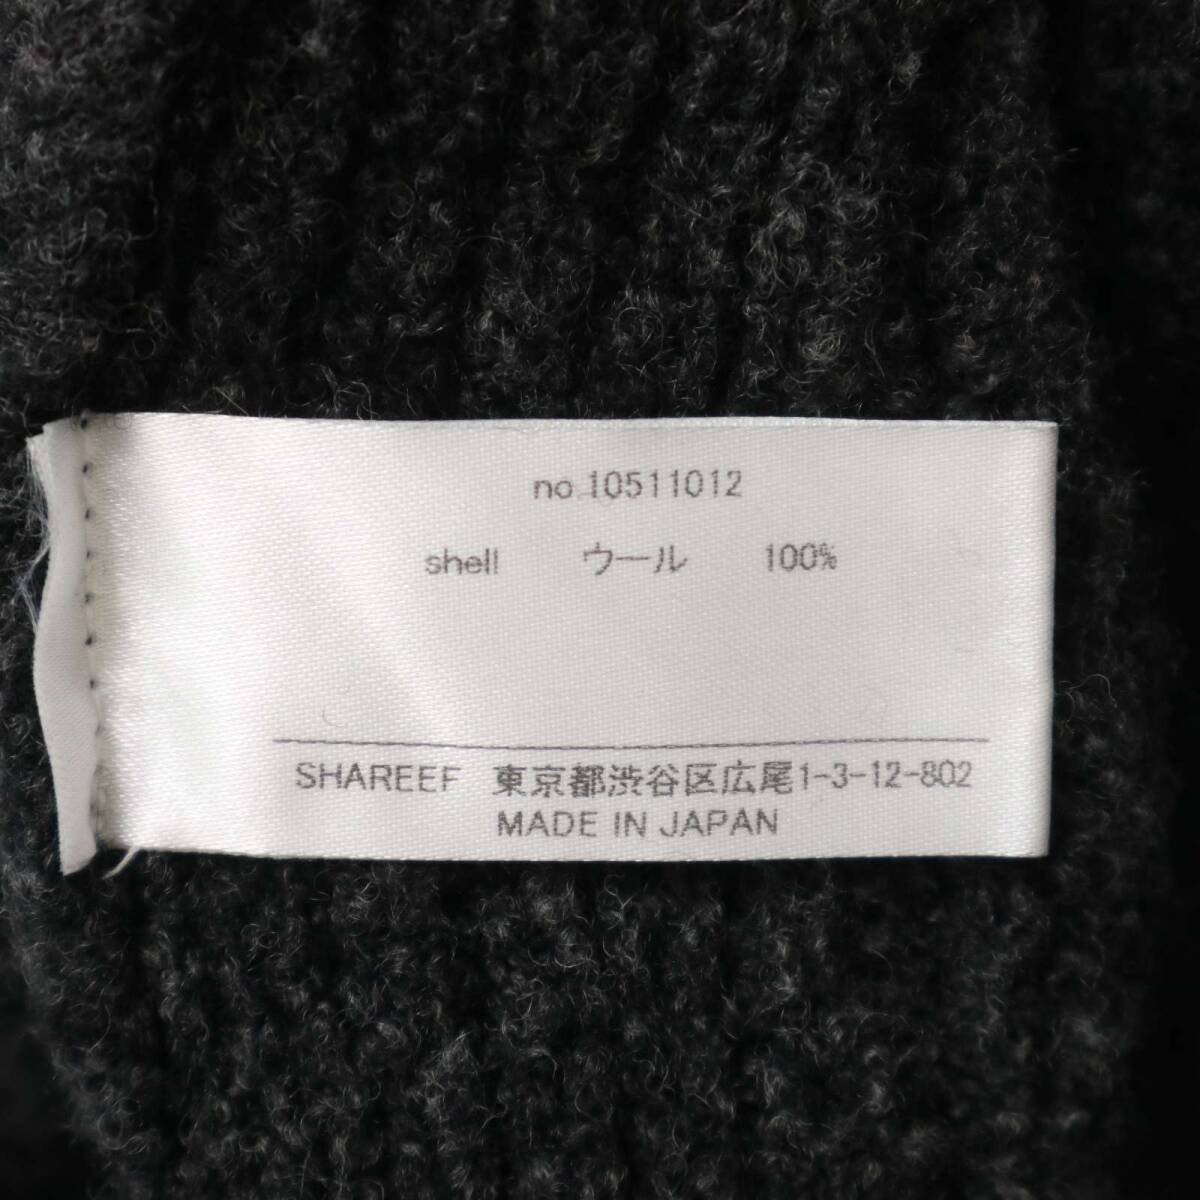 no.10511012
shell ウール 100%
SHAREEF 東京都渋谷区広尾1-3-12-802
MADE IN JAPAN